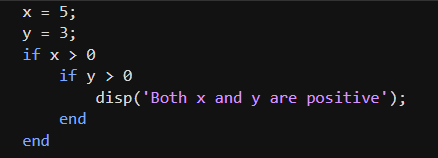 x = 5;
y = 3;
if x > 0
    if y > 0
        disp('Both x and y are positive');
    end
end